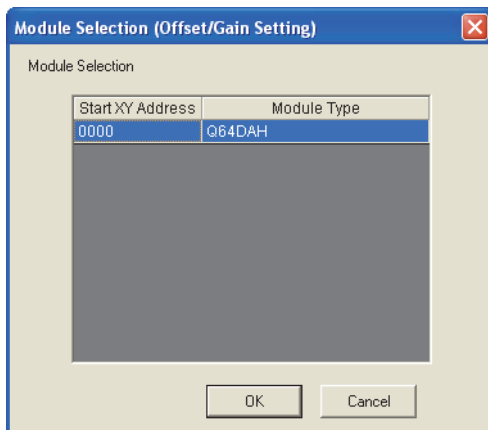 Module Selection (Offset/Gain Setting)
Module Selection
Start XY Address Module Type
0000 Q64DAH
OK Cancel